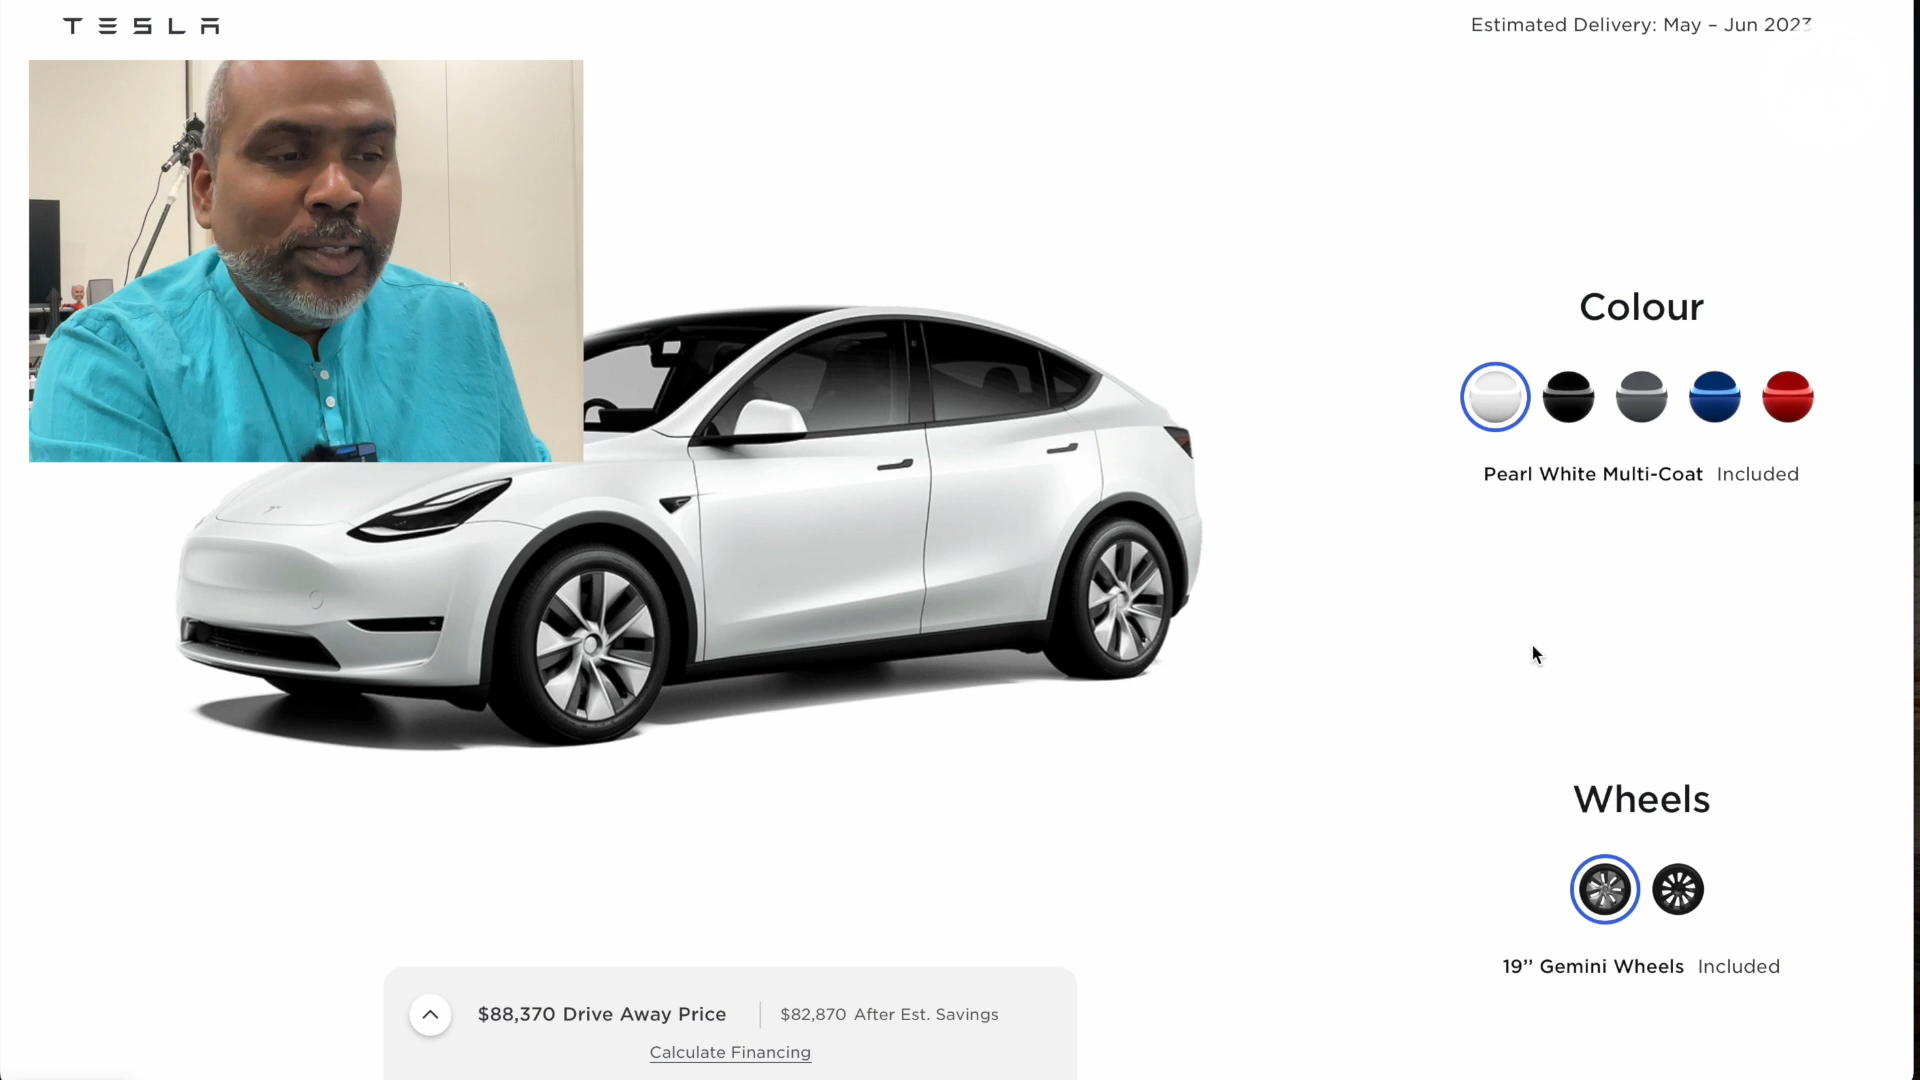 TESLA
Estimated Delivery: May – Jun 2023
Colour
Pearl White Multi-Coat Included
Wheels
19’’ Gemini Wheels Included
$88,370 Drive Away Price
$82,870 After Est. Savings
Calculate Financing